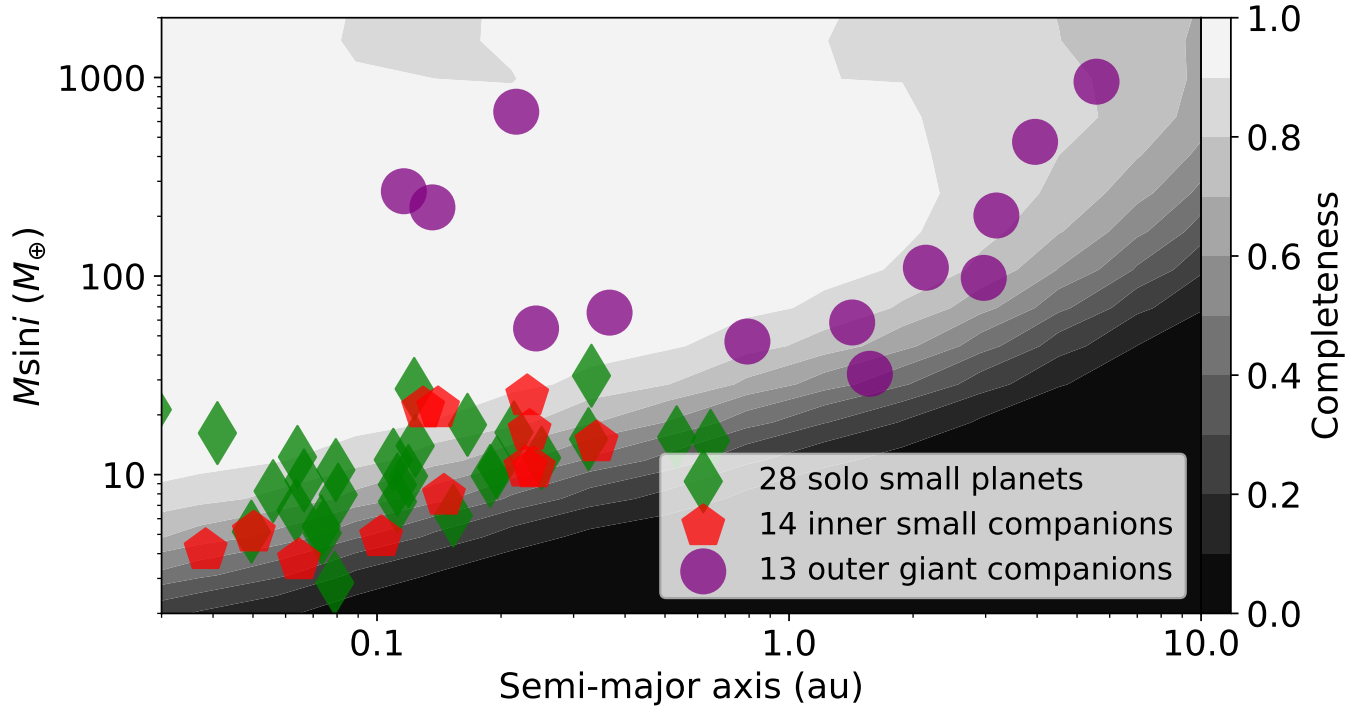 1.0
1000
0.8
Msini (M⊕)
100
0.6
Completeness
0.4
10
28 solo small planets
14 inner small companions
13 outer giant companions
0.2
0.0
0.1
1.0
10.0
Semi-major axis (au)